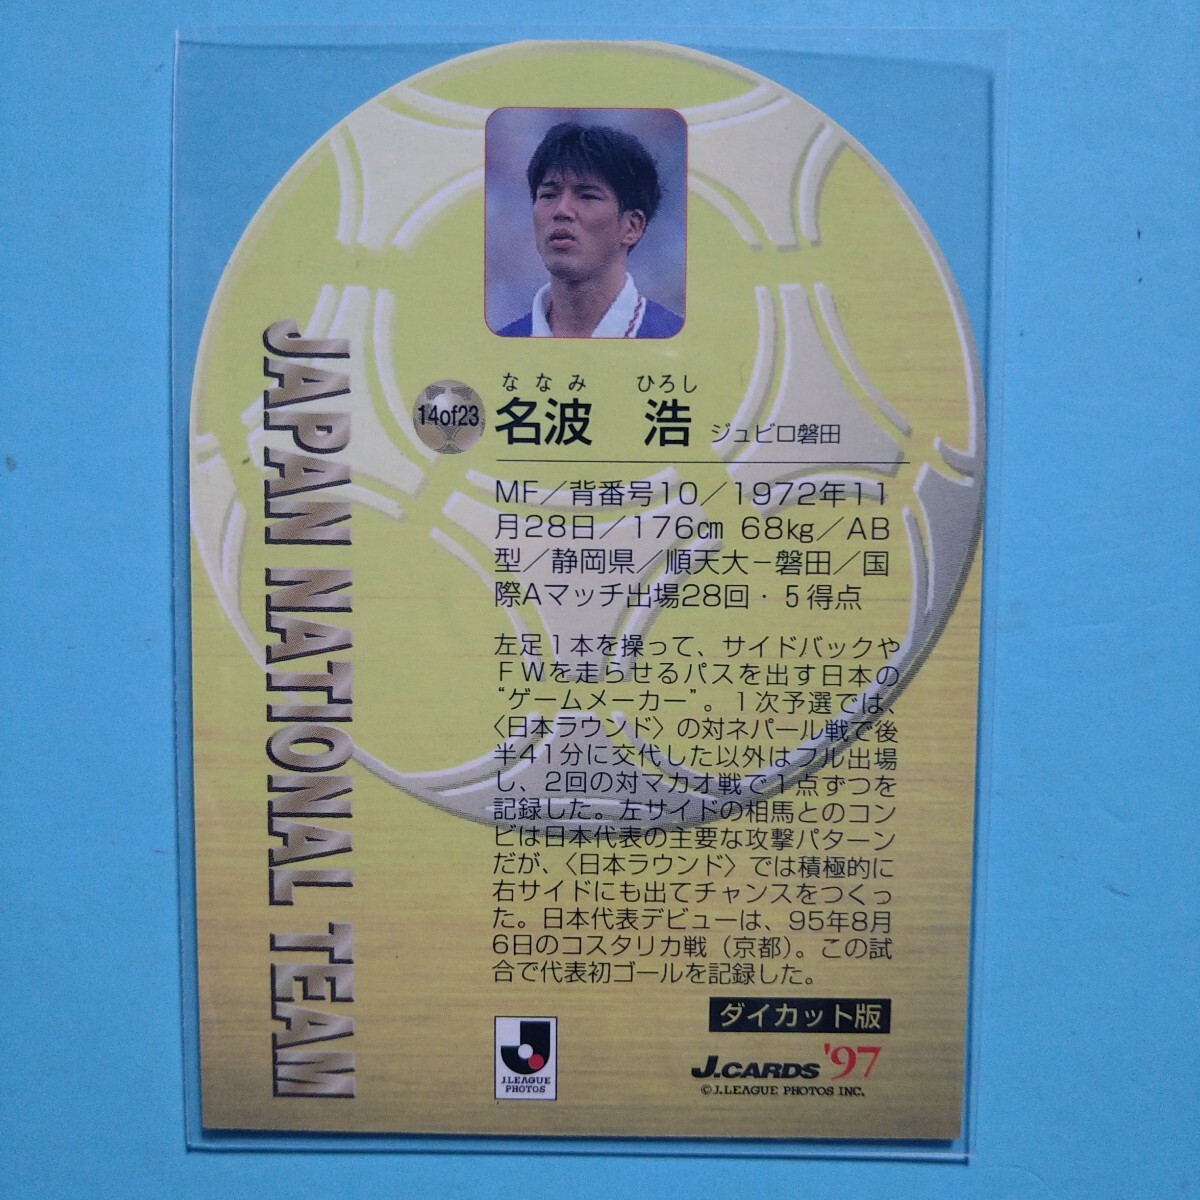 JAPAN NATIONAL TEAM
14of23
ななみ ひろし
名波 浩 ジュビロ磐田
MF／背番号10／1972年11
月28日／176㎝ 68㎏／AB
型／静岡県／順天大－磐田／国
際Aマッチ出場28回・5得点
左足1本を操って、サイドバックや
FWを走らせるパスを出す日本の
“ゲームメーカー”。1次予選では、
〈日本ラウンド〉の対ネパール戦で後
半41分に交代した以外はフル出場
し、2回の対マカオ戦で1点ずつを
記録した。左サイドの相馬とのコン
ビは日本代表の主要な攻撃パターン
だが、〈日本ラウンド〉では積極的に
右サイドにも出てチャンスをつくっ
た。日本代表デビューは、95年8月
6日のコスタリカ戦（京都）。この試
合で代表初ゴールを記録した。
ダイカット版
J.LEAGUE
PHOTOS
J.CARDS '97
©J.LEAGUE PHOTOS INC.